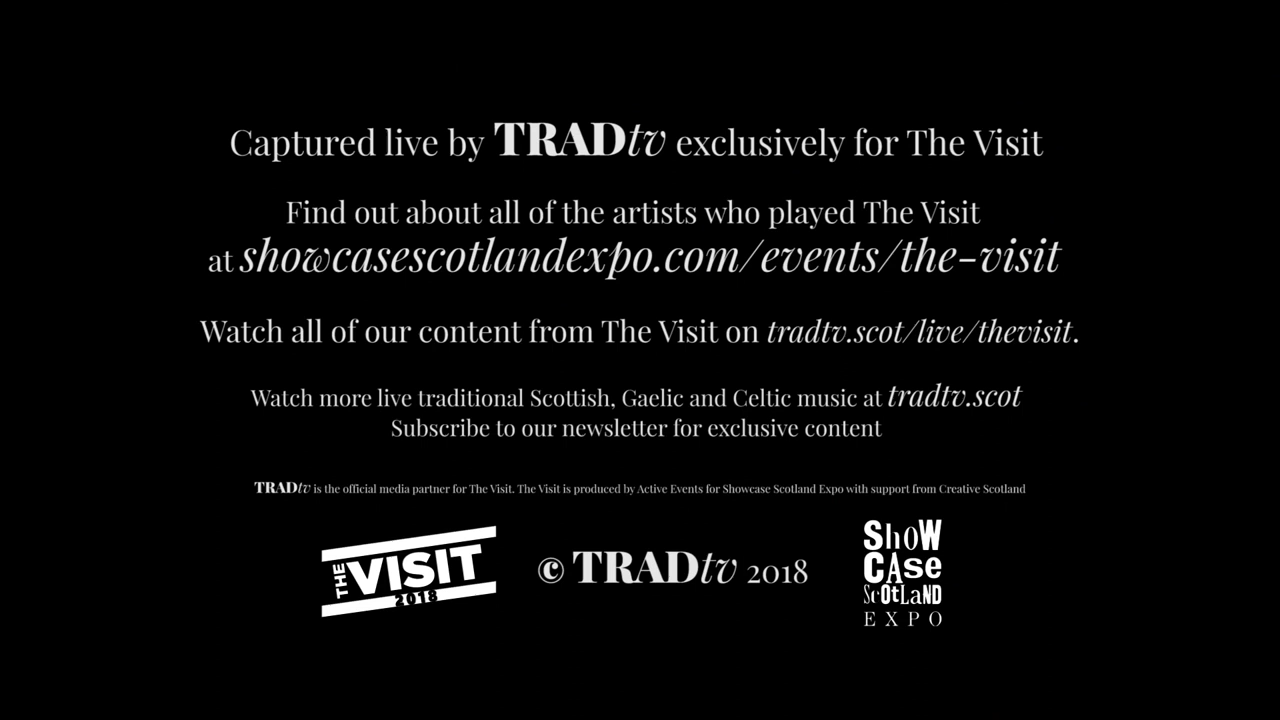 Captured live by TRADtv exclusively for The Visit
Find out about all of the artists who played The Visit
at showcasescotlandexpo.com/events/the-visit
Watch all of our content from The Visit on tradtv.scot/live/thevisit.
Watch more live traditional Scottish, Gaelic and Celtic music at tradtv.scot
Subscribe to our newsletter for exclusive content
TRADtv is the official media partner for The Visit. The Visit is produced by Active Events for Showcase Scotland Expo with support from Creative Scotland
THE VISIT
2018
© TRADtv 2018
ShoW
CAse
ScOtLaND
EXPO